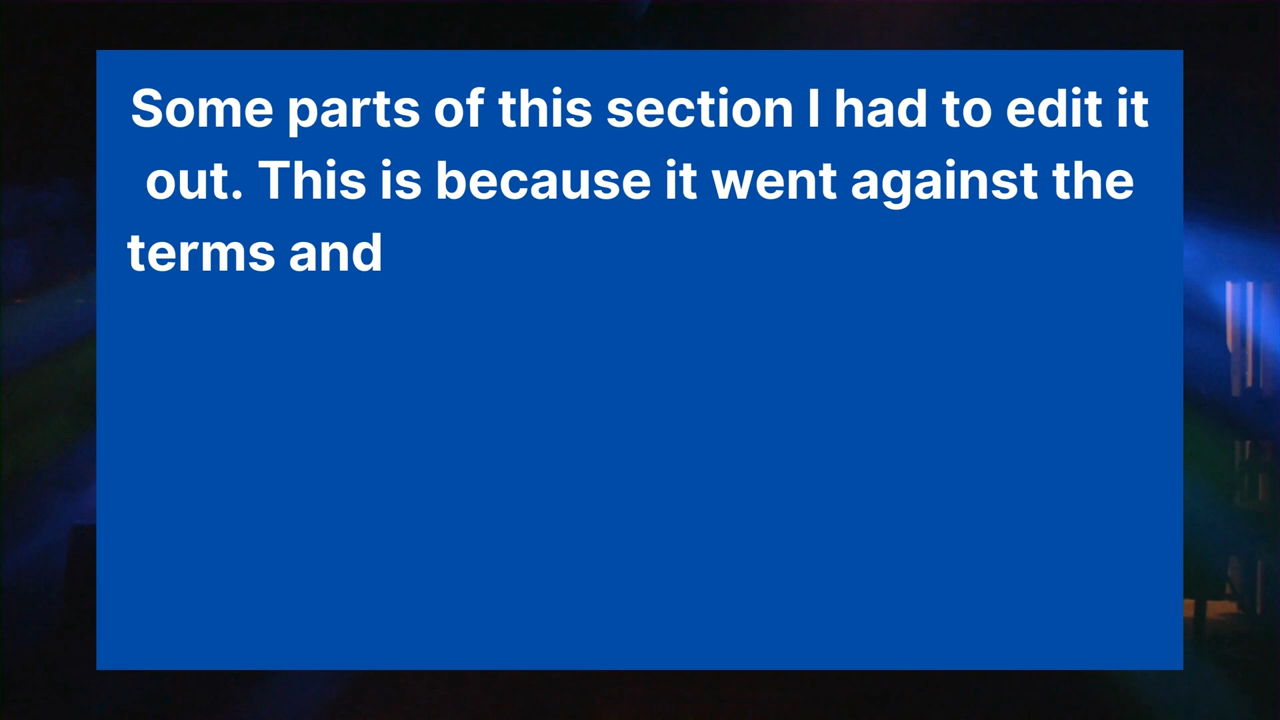 Some parts of this section I had to edit it
out. This is because it went against the
terms and